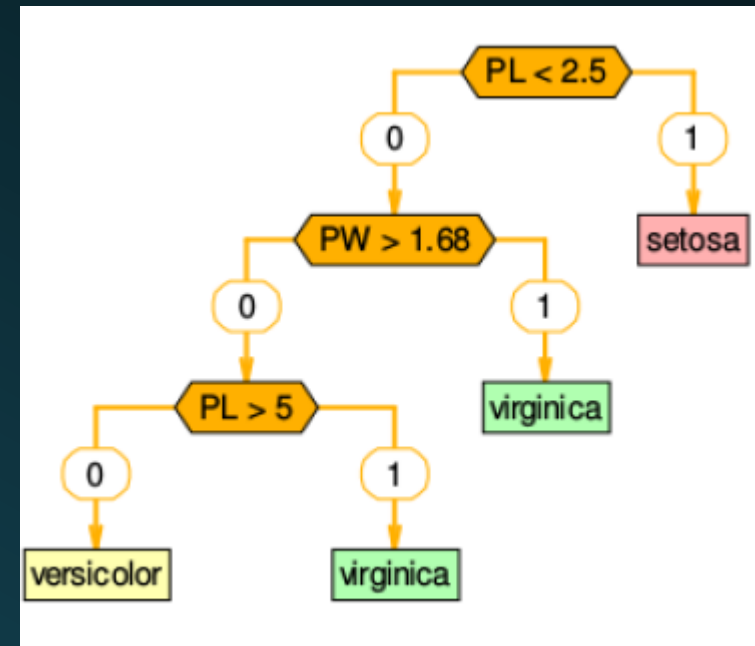 PL < 2.5
0
1
PW > 1.68
setosa
0
1
PL > 5
virginica
0
1
versicolor
virginica